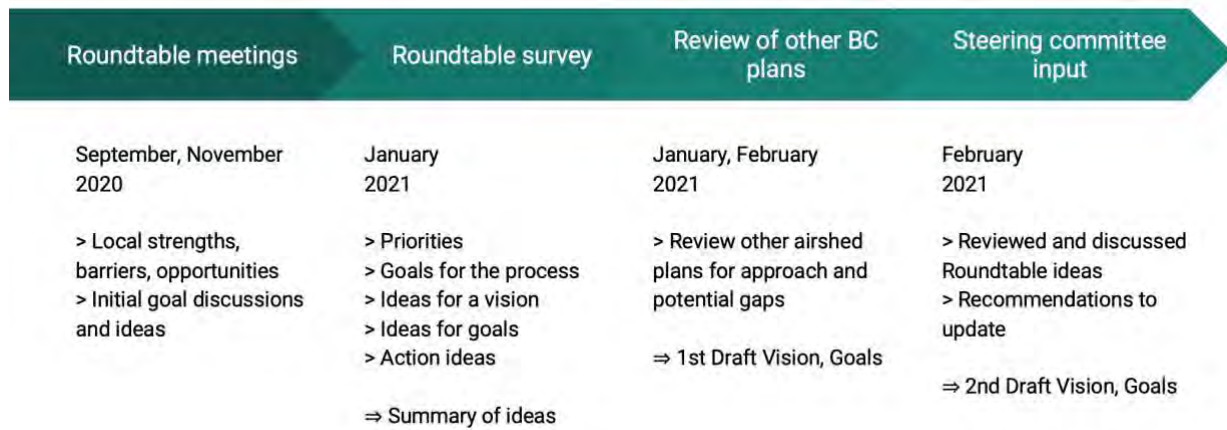 Roundtable meetings
Roundtable survey
Review of other BC
plans
Steering committee
input
September, November
2020
> Local strengths,
barriers, opportunities
> Initial goal discussions
and ideas
January
2021
> Priorities
> Goals for the process
> Ideas for a vision
> Ideas for goals
> Action ideas
⇒ Summary of ideas
January, February
2021
> Review other airshed
plans for approach and
potential gaps
⇒ 1st Draft Vision, Goals
February
2021
> Reviewed and discussed
Roundtable ideas
> Recommendations to
update
⇒ 2nd Draft Vision, Goals